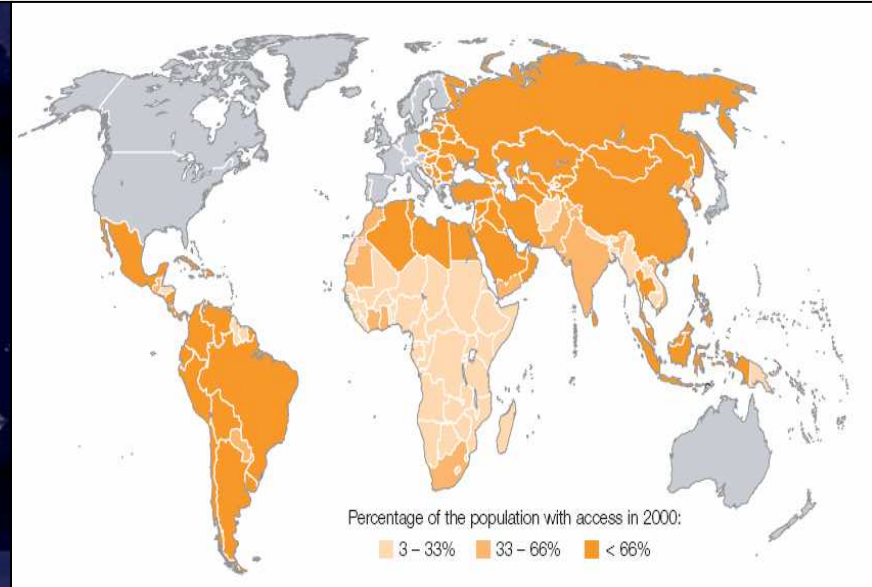 Percentage of the population with access in 2000:
3 – 33% 33 – 66% < 66%